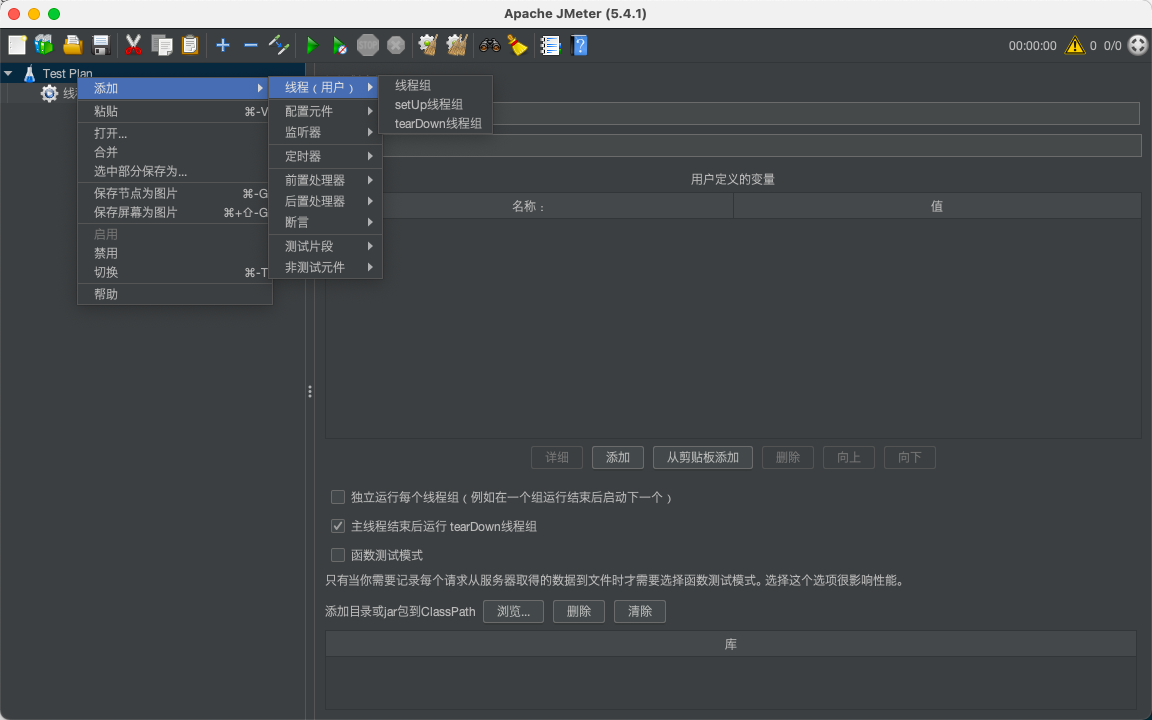 Apache JMeter (5.4.1)
STOP
00:00:00
0
0/0
Test Plan
线
添加
粘贴
⌘-V
打开...
合并
选中部分保存为...
保存节点为图片
⌘-G
保存屏幕为图片
⌘+⇧-G
启用
禁用
切换
⌘-T
帮助
线程（用户）
配置元件
监听器
定时器
前置处理器
后置处理器
断言
测试片段
非测试元件
线程组
setUp线程组
tearDown线程组
用户定义的变量
名称：
值
详细
添加
从剪贴板添加
删除
向上
向下
独立运行每个线程组（例如在一个组运行结束后启动下一个）
主线程结束后运行 tearDown线程组
函数测试模式
只有当你需要记录每个请求从服务器取得的数据到文件时才需要选择函数测试模式。选择这个选项很影响性能。
添加目录或jar包到ClassPath
浏览...
删除
清除
库